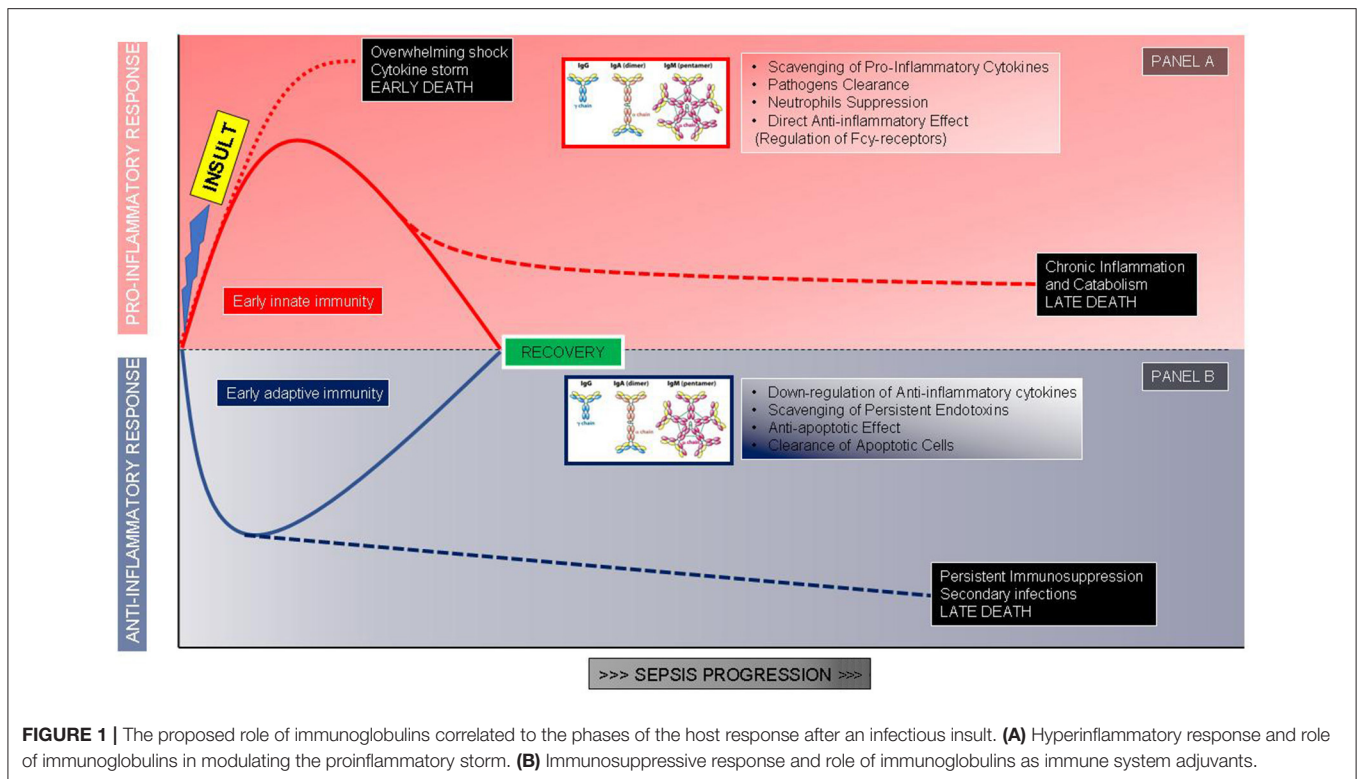 PRO-INFLAMMATORY RESPONSE
INSULT
Overwhelming shock
Cytokine storm
EARLY DEATH
IgG
IgA (dimer)
IgM (pentamer)
γ chain
α chain
μ chain
• Scavenging of Pro-Inflammatory Cytokines
• Pathogens Clearance
• Neutrophils Suppression
• Direct Anti-inflammatory Effect
(Regulation of Fcγ-receptors)
PANEL A
Early innate immunity
Chronic Inflammation
and Catabolism
LATE DEATH
RECOVERY
ANTI-INFLAMMATORY RESPONSE
Early adaptive immunity
IgG
IgA (dimer)
IgM (pentamer)
γ chain
α chain
μ chain
• Down-regulation of Anti-inflammatory cytokines
• Scavenging of Persistent Endotoxins
• Anti-apoptotic Effect
• Clearance of Apoptotic Cells
PANEL B
Persistent Immunosuppression
Secondary infections
LATE DEATH
>>> SEPSIS PROGRESSION >>>
FIGURE 1 | The proposed role of immunoglobulins correlated to the phases of the host response after an infectious insult. (A) Hyperinflammatory response and role
of immunoglobulins in modulating the proinflammatory storm. (B) Immunosuppressive response and role of immunoglobulins as immune system adjuvants.